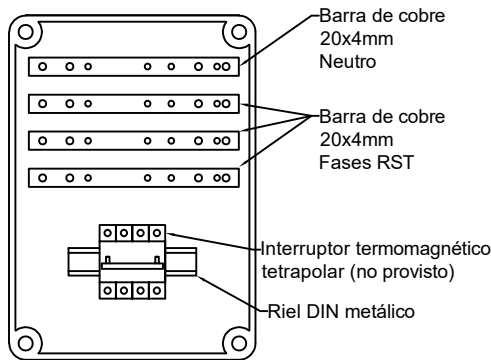 Barra de cobre
20x4mm
Neutro
Barra de cobre
20x4mm
Fases RST
Interruptor termomagnético
tetrapolar (no provisto)
Riel DIN metálico